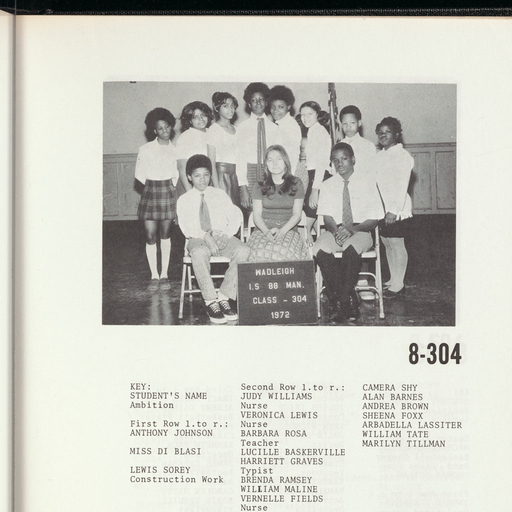 WADLEIGH
I.S 88 MAN.
CLASS - 304
1972
8-304
KEY:
STUDENT'S NAME
Ambition
First Row l.to r.:
ANTHONY JOHNSON
MISS DI BLASI
LEWIS SOREY
Construction Work
Second Row l.to r.:
JUDY WILLIAMS
Nurse
VERONICA LEWIS
Nurse
BARBARA ROSA
Teacher
LUCILLE BASKERVILLE
HARRIETT GRAVES
Typist
BRENDA RAMSEY
WILLIAM MALINE
VERNELLE FIELDS
Nurse
CAMERA SHY
ALAN BARNES
ANDREA BROWN
SHEENA FOXX
ARBADELLA LASSITER
WILLIAM TATE
MARILYN TILLMAN